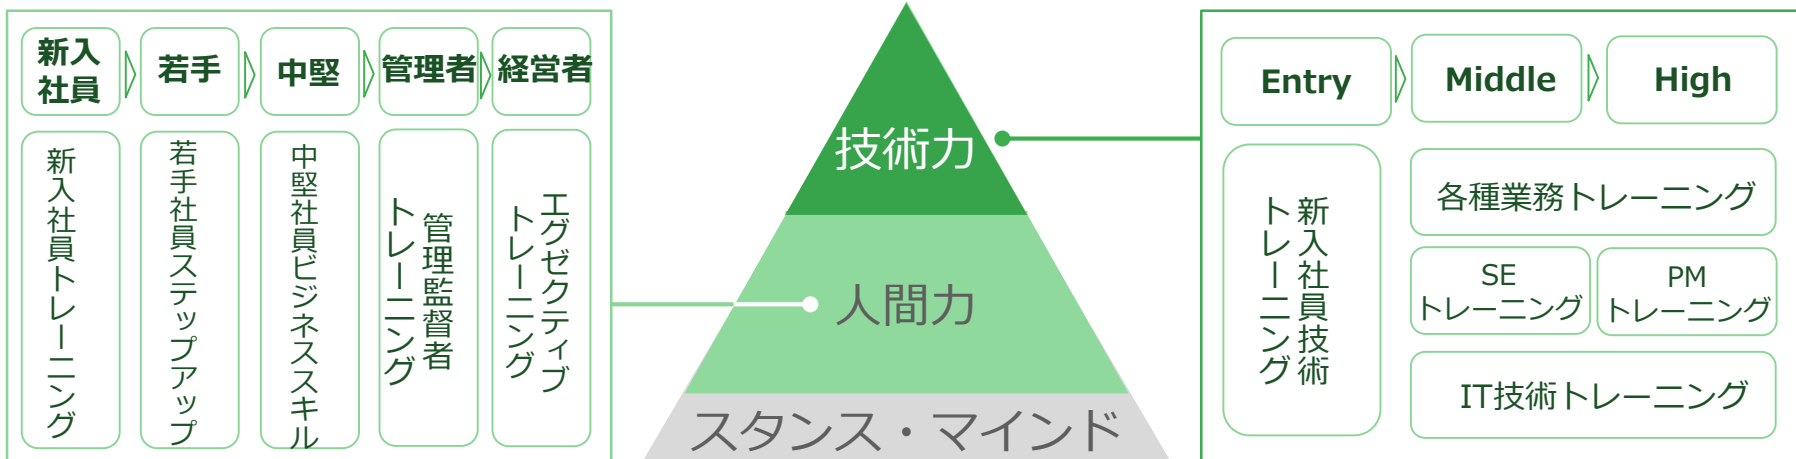 新入
社員
若手
中堅
管理者
経営者
新入社員トレーニング
若手社員ステップアップ
中堅社員ビジネススキル
管理監督者
トレーニング
エグゼクティブ
トレーニング
技術力
人間力
スタンス・マインド
Entry
Middle
High
新入社員技術
トレーニング
各種業務トレーニング
SE
トレーニング
PM
トレーニング
IT技術トレーニング